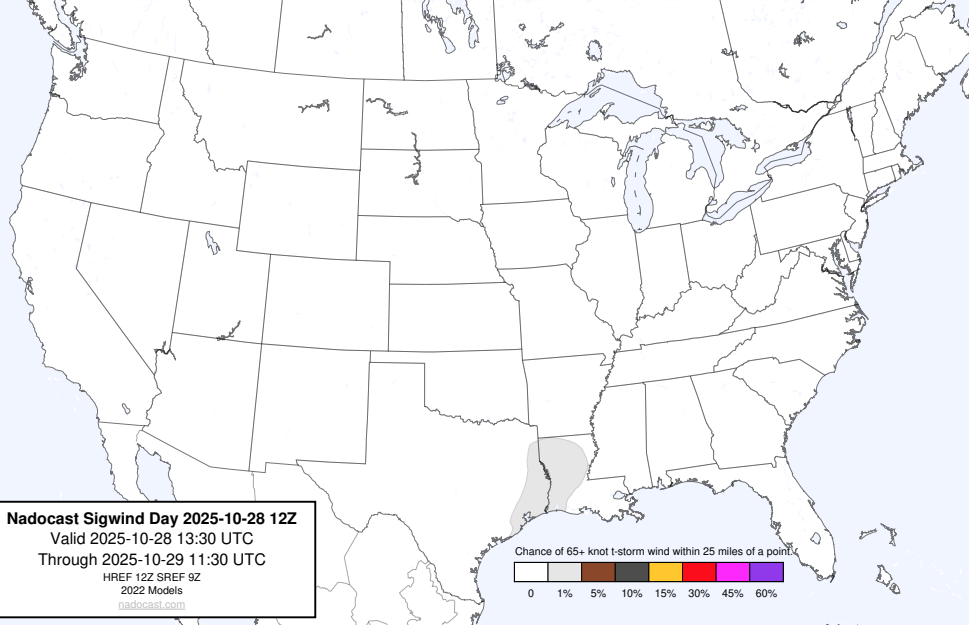 Nadocast Sigwind Day 2025-10-28 12Z
Valid 2025-10-28 13:30 UTC
Through 2025-10-29 11:30 UTC
HREF 12Z SREF 9Z
2022 Models
nadocast.com
Chance of 65+ knot t-storm wind within 25 miles of a point.
0 1% 5% 10% 15% 30% 45% 60%